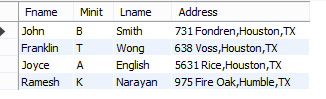 Fname Minit Lname Address
John B Smith 731 Fondren,Houston,TX
Franklin T Wong 638 Voss,Houston,TX
Joyce A English 5631 Rice,Houston,TX
Ramesh K Narayan 975 Fire Oak,Humble,TX